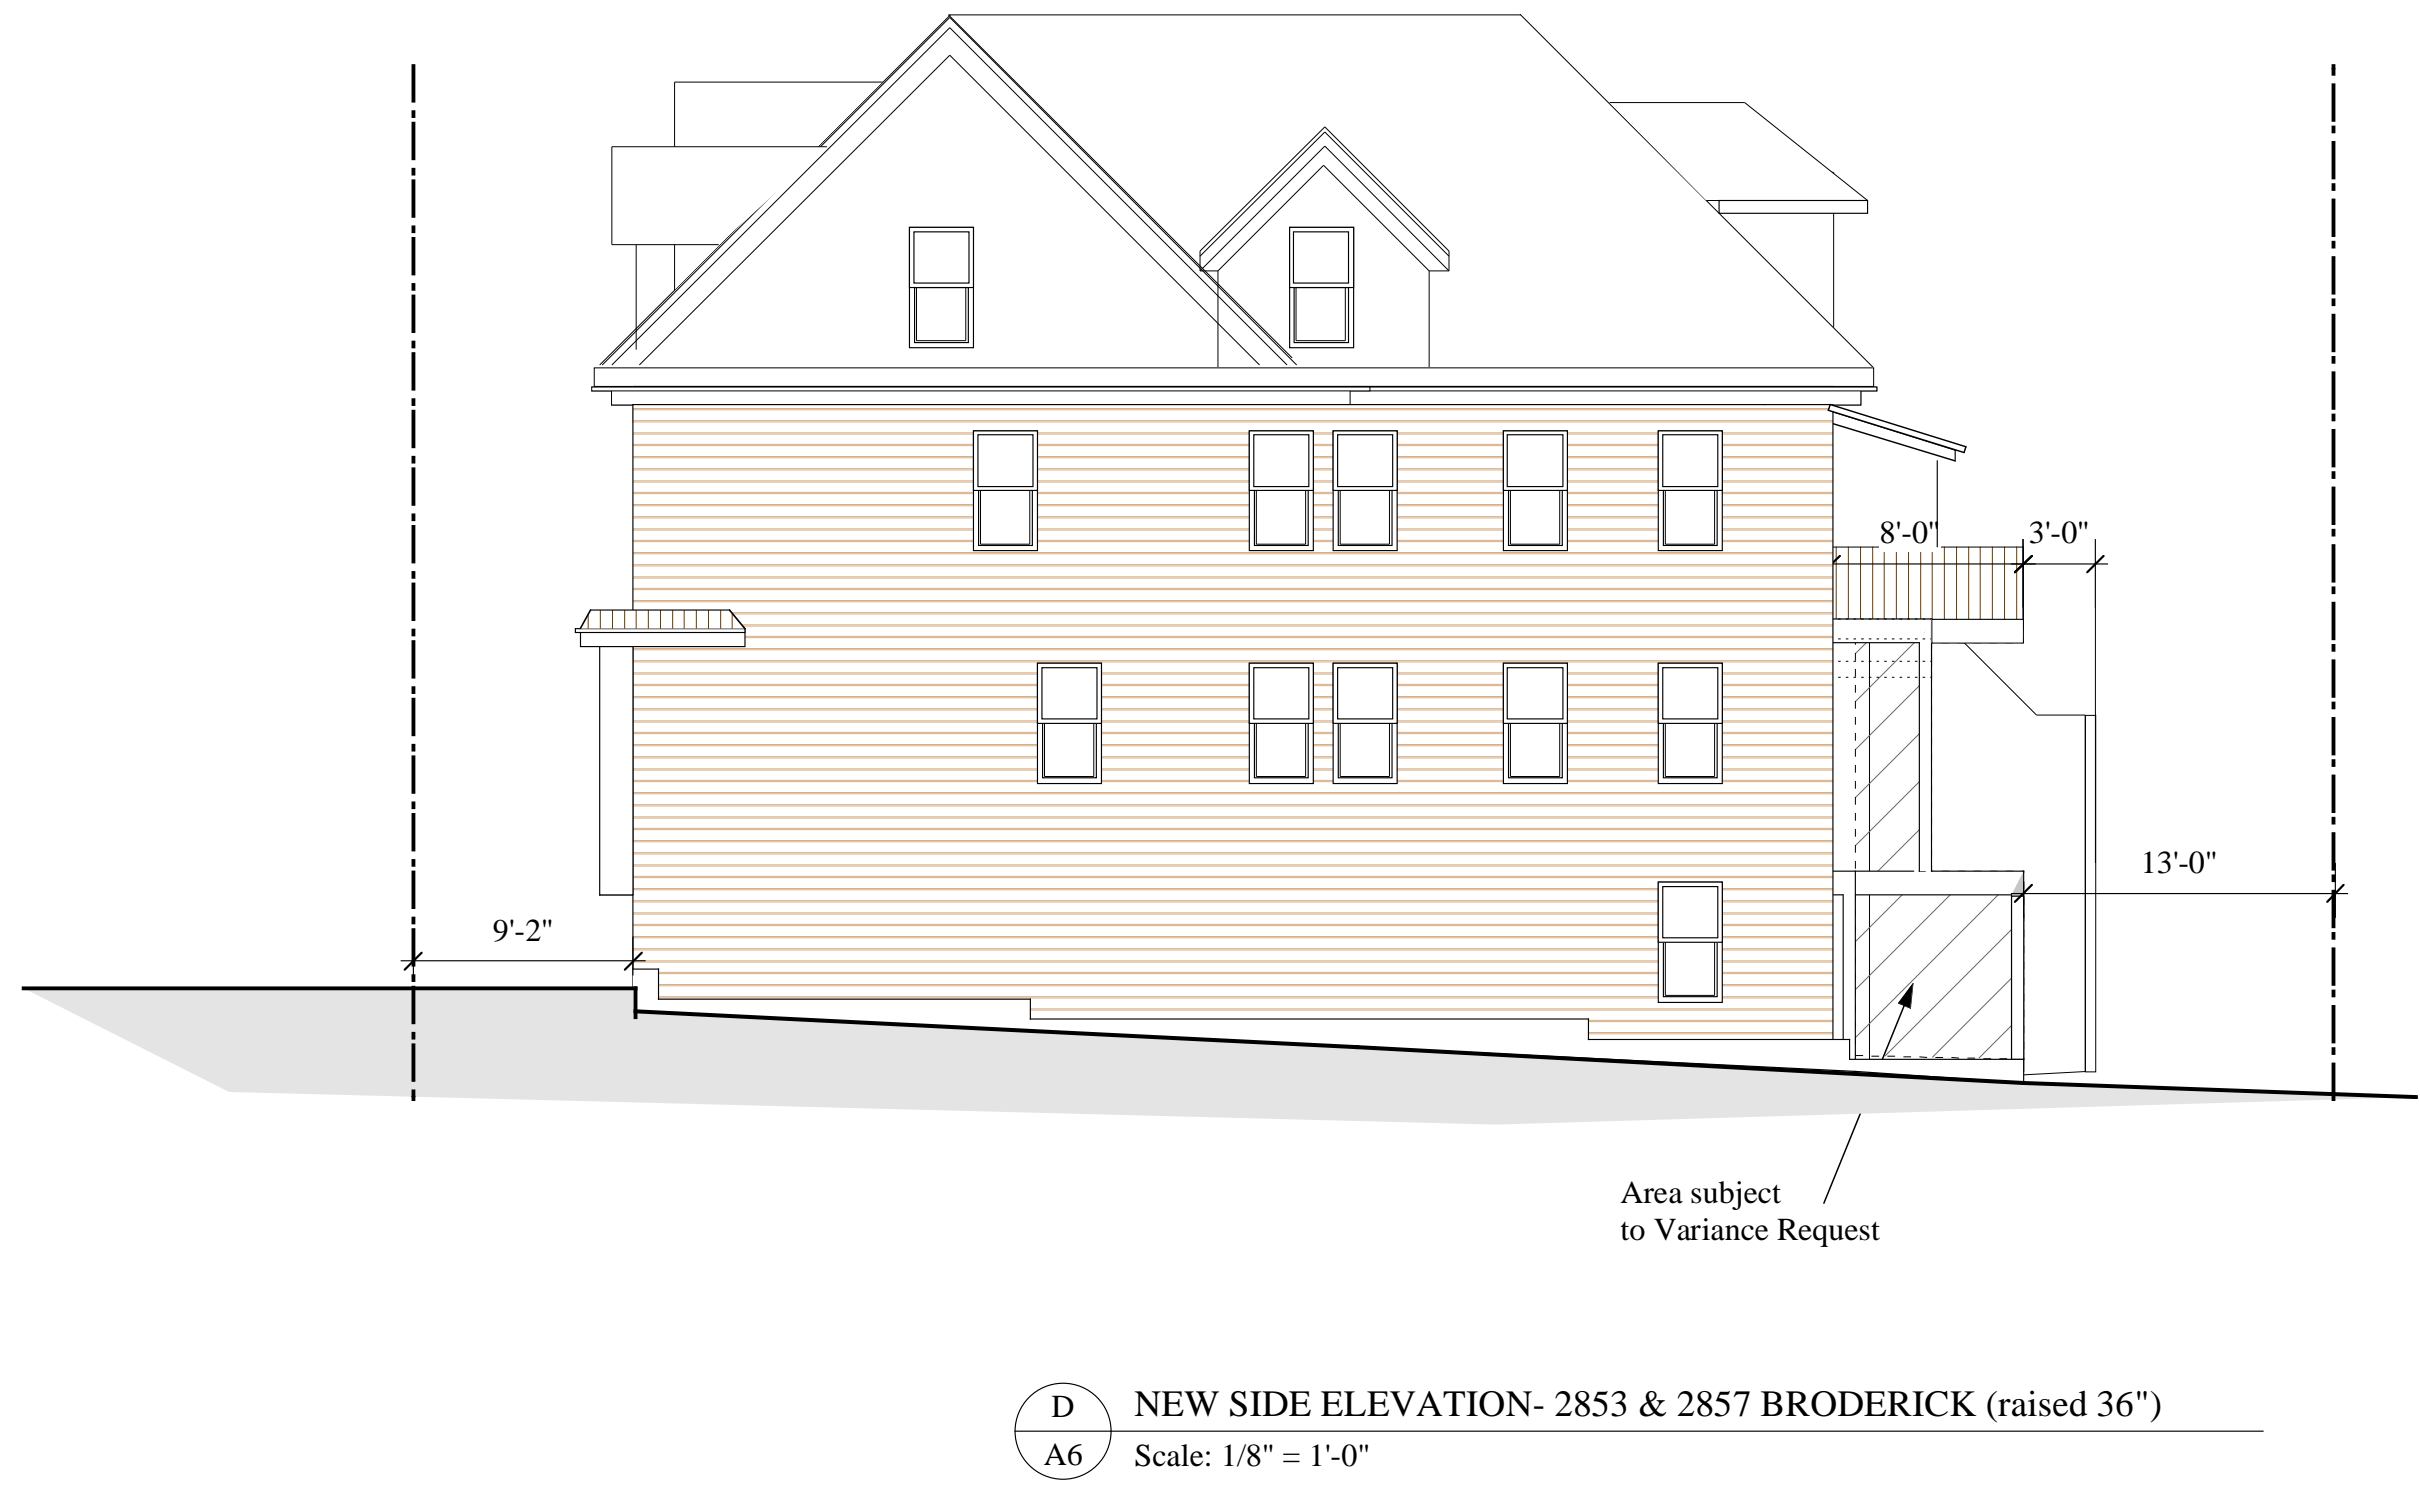 8'-0"
3'-0"
13'-0"
9'-2"
Area subject
to Variance Request
D
NEW SIDE ELEVATION- 2853 & 2857 BRODERICK (raised 36")
A6
Scale: 1/8" = 1'-0"